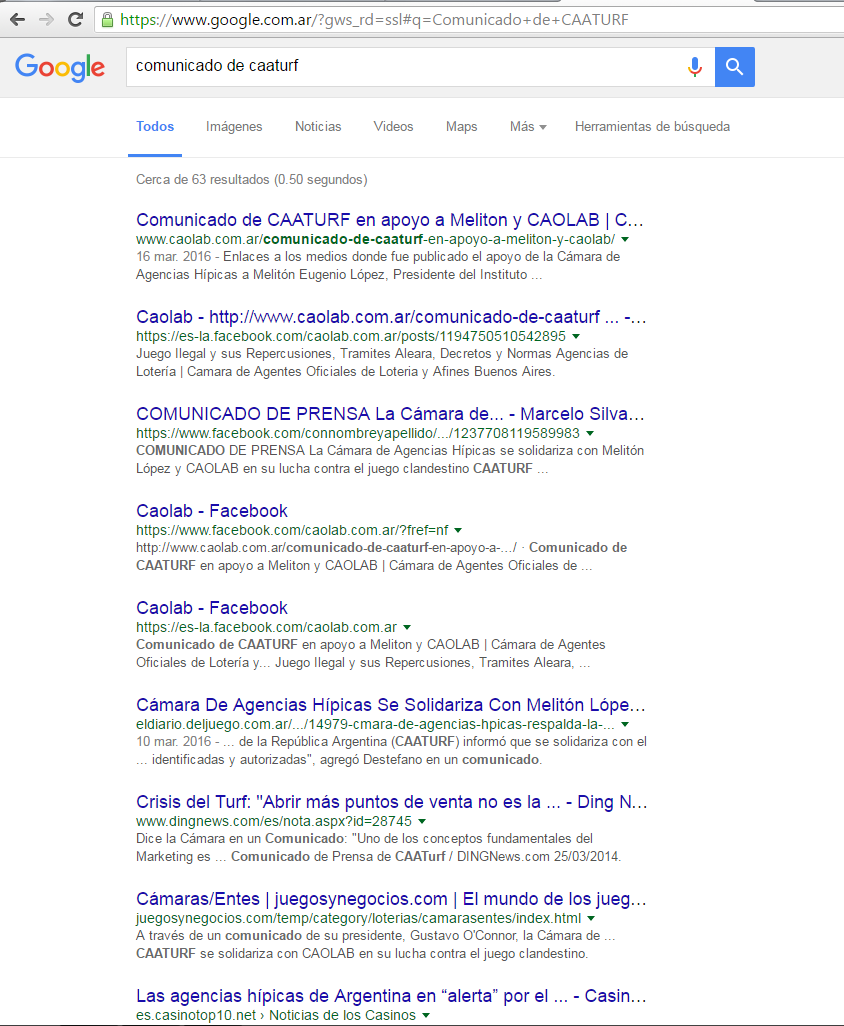 https://www.google.com.ar/?gws_rd=ssl#q=Comunicado+de+CAATURF
Google
comunicado de caaturf
Todos Imágenes Noticias Videos Maps Más Herramientas de búsqueda
Cerca de 63 resultados (0.50 segundos)
Comunicado de CAATURF en apoyo a Meliton y CAOLAB | C...
www.caolab.com.ar/comunicado-de-caaturf-en-apoyo-a-meliton-y-caolab/
16 mar. 2016 - Enlaces a los medios donde fue publicado el apoyo de la Cámara de
Agencias Hípicas a Melitón Eugenio López, Presidente del Instituto ...
Caolab - http://www.caolab.com.ar/comunicado-de-caaturf ... -...
https://es-la.facebook.com/caolab.com.ar/posts/1194750510542895
Juego Ilegal y sus Repercusiones, Tramites Aleara, Decretos y Normas Agencias de
Lotería | Camara de Agentes Oficiales de Loteria y Afines Buenos Aires.
COMUNICADO DE PRENSA La Cámara de... - Marcelo Silva...
https://www.facebook.com/connombreyapellido/.../1237708119589983
COMUNICADO DE PRENSA La Cámara de Agencias Hípicas se solidariza con Melitón
López y CAOLAB en su lucha contra el juego clandestino CAATURF ...
Caolab - Facebook
https://www.facebook.com/caolab.com.ar/?fref=nf
http://www.caolab.com.ar/comunicado-de-caaturf-en-apoyo-a-.../ · Comunicado de
CAATURF en apoyo a Meliton y CAOLAB | Cámara de Agentes Oficiales de ...
Caolab - Facebook
https://es-la.facebook.com/caolab.com.ar
Comunicado de CAATURF en apoyo a Meliton y CAOLAB | Cámara de Agentes
Oficiales de Lotería y... Juego Ilegal y sus Repercusiones, Tramites Aleara, ...
Cámara De Agencias Hípicas Se Solidariza Con Melitón Lópe...
eldiario.deljuego.com.ar/.../14979-cmara-de-agencias-hpicas-respalda-la-...
10 mar. 2016 - ... de la República Argentina (CAATURF) informó que se solidariza con el
... identificadas y autorizadas", agregó Destefano en un comunicado.
Crisis del Turf: "Abrir más puntos de venta no es la ... - Ding N...
www.dingnews.com/es/nota.aspx?id=28745
Dice la Cámara en un Comunicado: "Uno de los conceptos fundamentales del
Marketing es ... Comunicado de Prensa de CAATurf / DINGNews.com 25/03/2014.
Cámaras/Entes | juegosynegocios.com | El mundo de los jueg...
juegosynegocios.com/temp/category/loterias/camarasentes/index.html
A través de un comunicado de su presidente, Gustavo O'Connor, la Cámara de ...
CAATURF se solidariza con CAOLAB en su lucha contra el juego clandestino.
Las agencias hípicas de Argentina en “alerta” por el ... - Casin...
es.casinotop10.net › Noticias de los Casinos